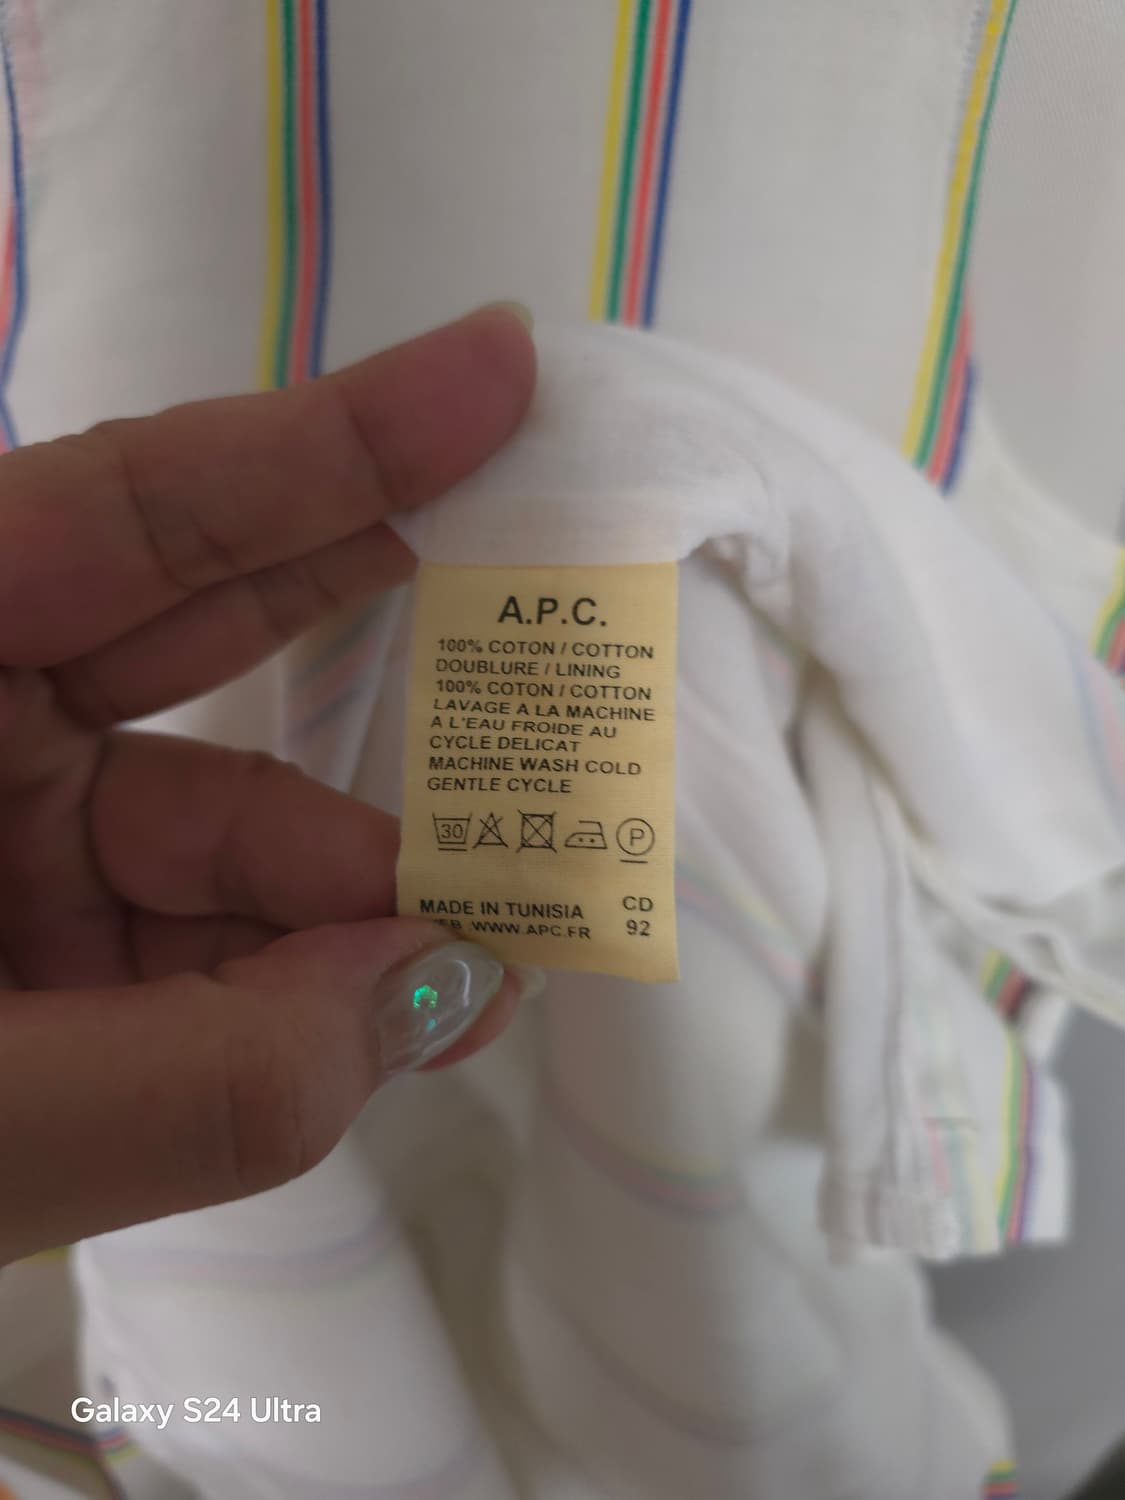 A.P.C.
100% COTON / COTTON
DOUBLURE / LINING
100% COTON / COTTON
LAVAGE A LA MACHINE
A L'EAU FROIDE AU
CYCLE DELICAT
MACHINE WASH COLD
GENTLE CYCLE
30 P
MADE IN TUNISIA CD
:WWW.APC.FR 92
Galaxy S24 Ultra